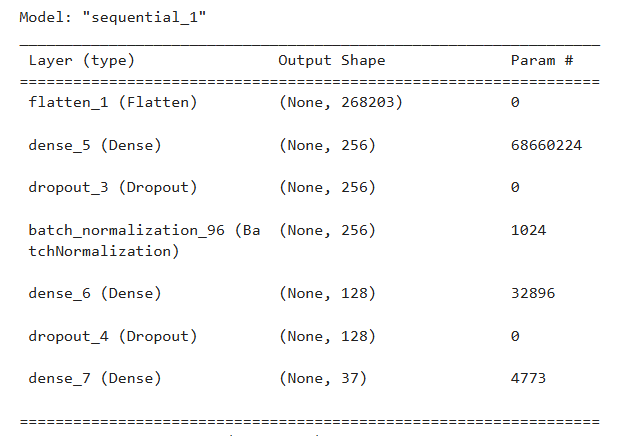 Model: "sequential_1"
_________________________________________________________________
Layer (type) Output Shape Param #
=================================================================
flatten_1 (Flatten) (None, 268203) 0
dense_5 (Dense) (None, 256) 68660224
dropout_3 (Dropout) (None, 256) 0
batch_normalization_96 (Ba (None, 256) 1024
tchNormalization)
dense_6 (Dense) (None, 128) 32896
dropout_4 (Dropout) (None, 128) 0
dense_7 (Dense) (None, 37) 4773
=================================================================